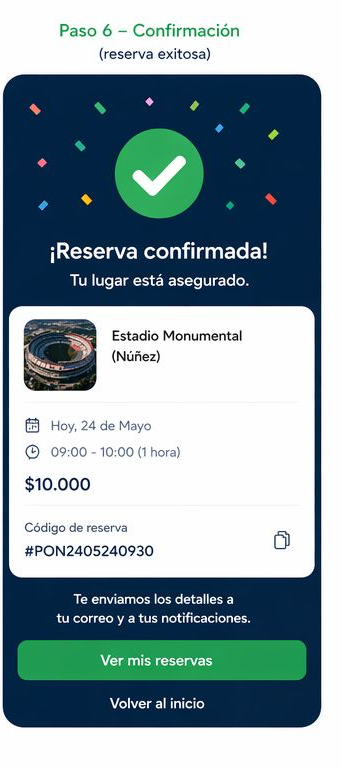 Paso 6 – Confirmación
(reserva exitosa)
¡Reserva confirmada!
Tu lugar está asegurado.
Estadio Monumental
(Núñez)
Hoy, 24 de Mayo
09:00 - 10:00 (1 hora)
$10.000
Código de reserva
#PON2405240930
Te enviamos los detalles a
tu correo y a tus notificaciones.
Ver mis reservas
Volver al inicio